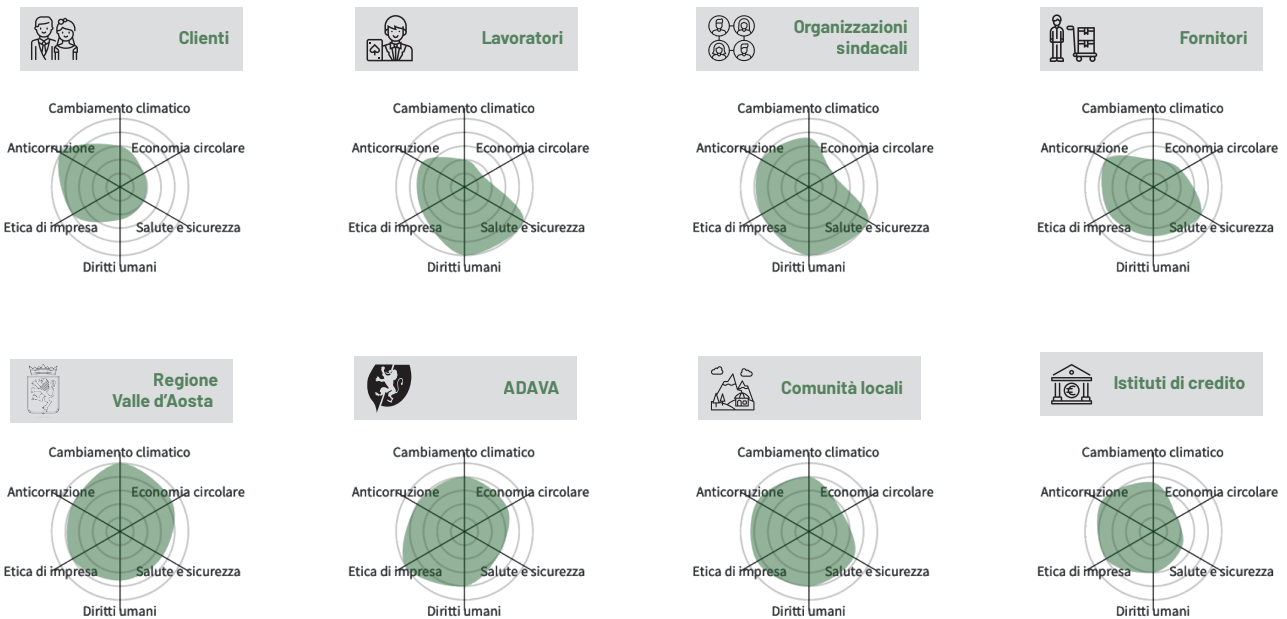 Clienti
Cambiamento climatico
Anticorruzione
Economia circolare
Etica di impresa
Salute e sicurezza
Diritti umani
Lavoratori
Cambiamento climatico
Anticorruzione
Economia circolare
Etica di impresa
Salute e sicurezza
Diritti umani
Organizzazioni
sindacali
Cambiamento climatico
Anticorruzione
Economia circolare
Etica di impresa
Salute e sicurezza
Diritti umani
Fornitori
Cambiamento climatico
Anticorruzione
Economia circolare
Etica di impresa
Salute e sicurezza
Diritti umani
Regione
Valle d’Aosta
Cambiamento climatico
Anticorruzione
Economia circolare
Etica di impresa
Salute e sicurezza
Diritti umani
ADAVA
Cambiamento climatico
Anticorruzione
Economia circolare
Etica di impresa
Salute e sicurezza
Diritti umani
Comunità locali
Cambiamento climatico
Anticorruzione
Economia circolare
Etica di impresa
Salute e sicurezza
Diritti umani
Istituti di credito
Cambiamento climatico
Anticorruzione
Economia circolare
Etica di impresa
Salute e sicurezza
Diritti umani